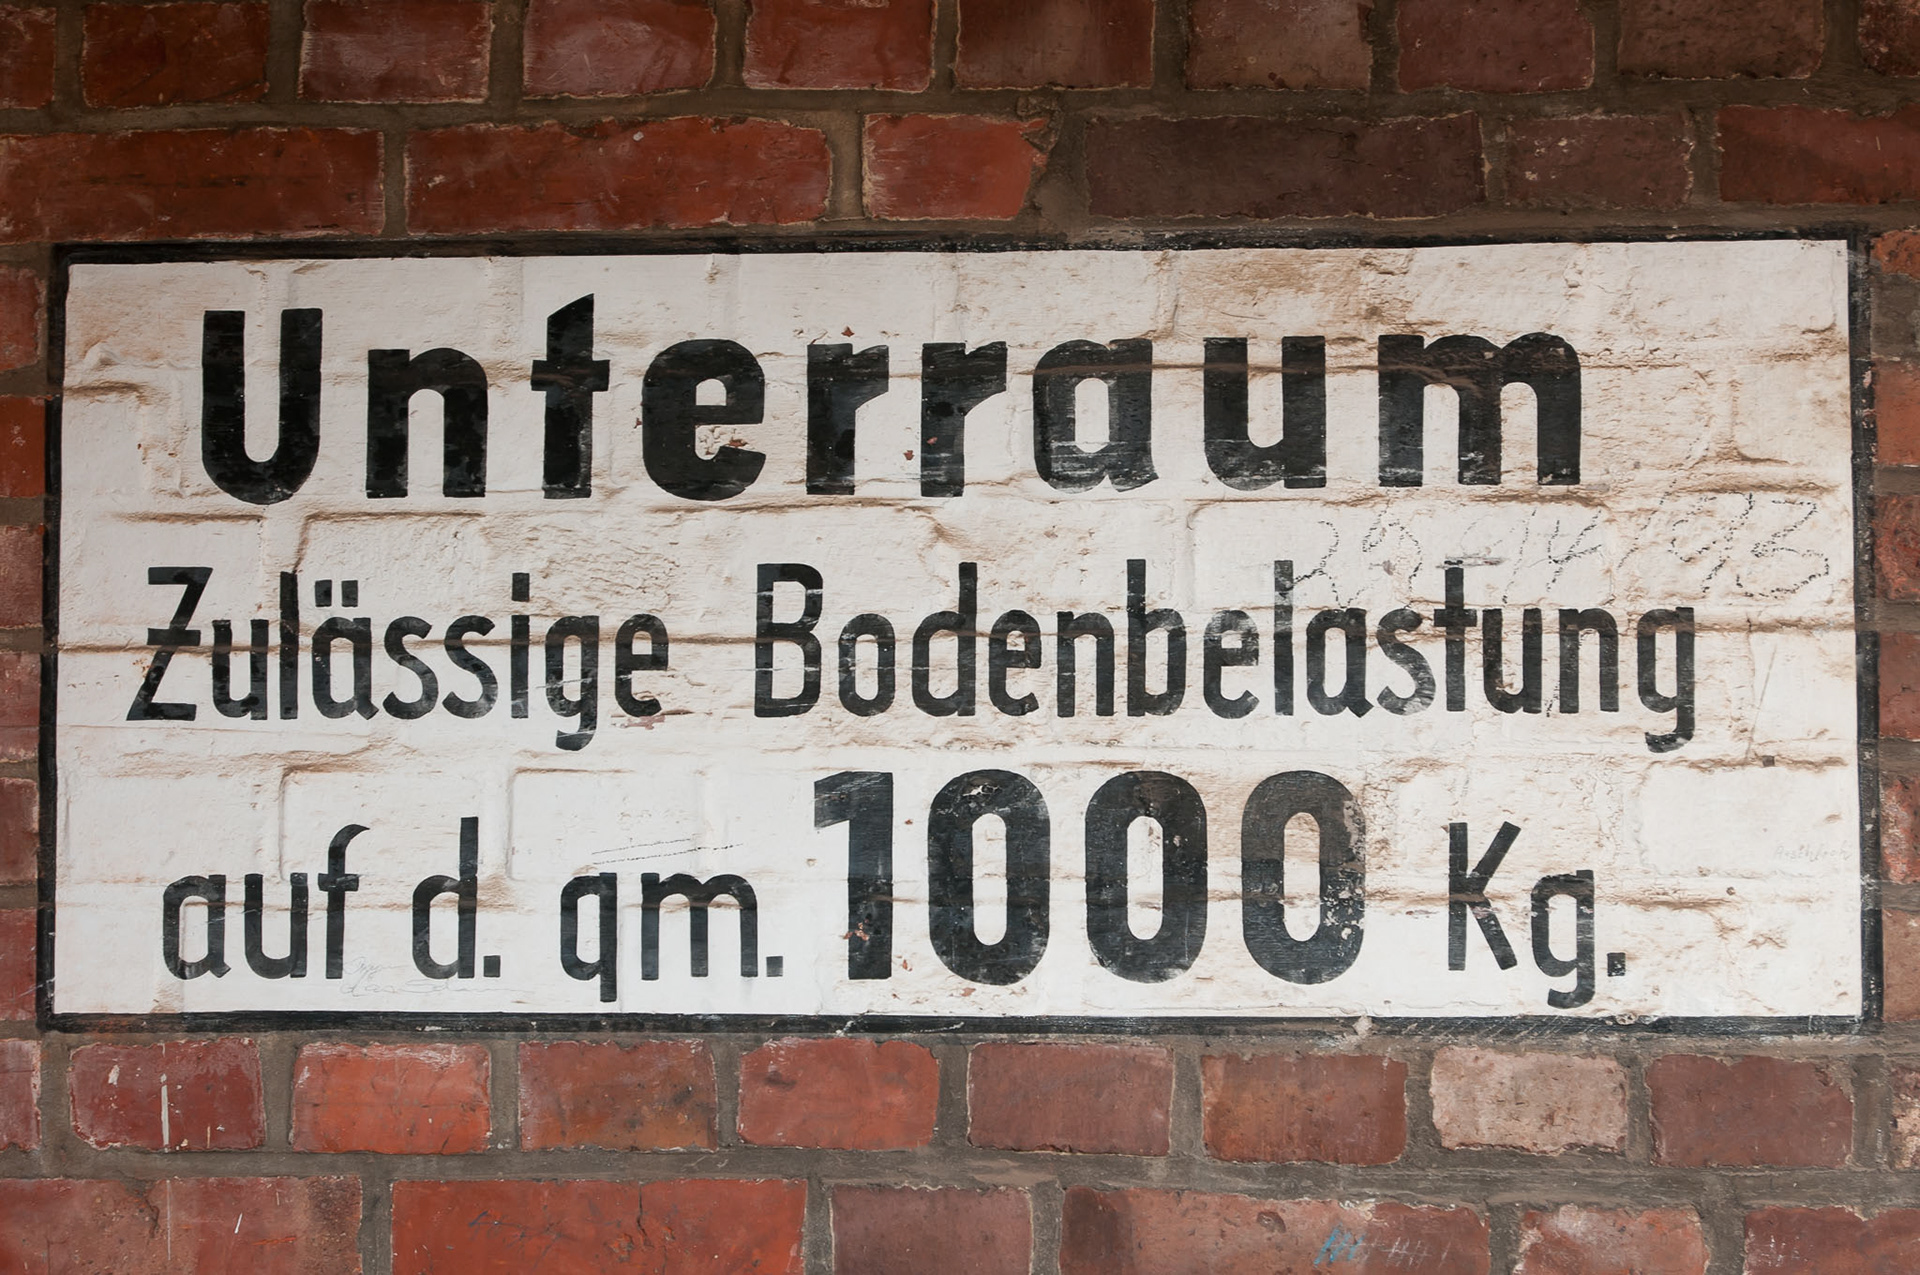 Unterraum
Zulässige Bodenbelastung
auf d. qm. 1000 Kg.